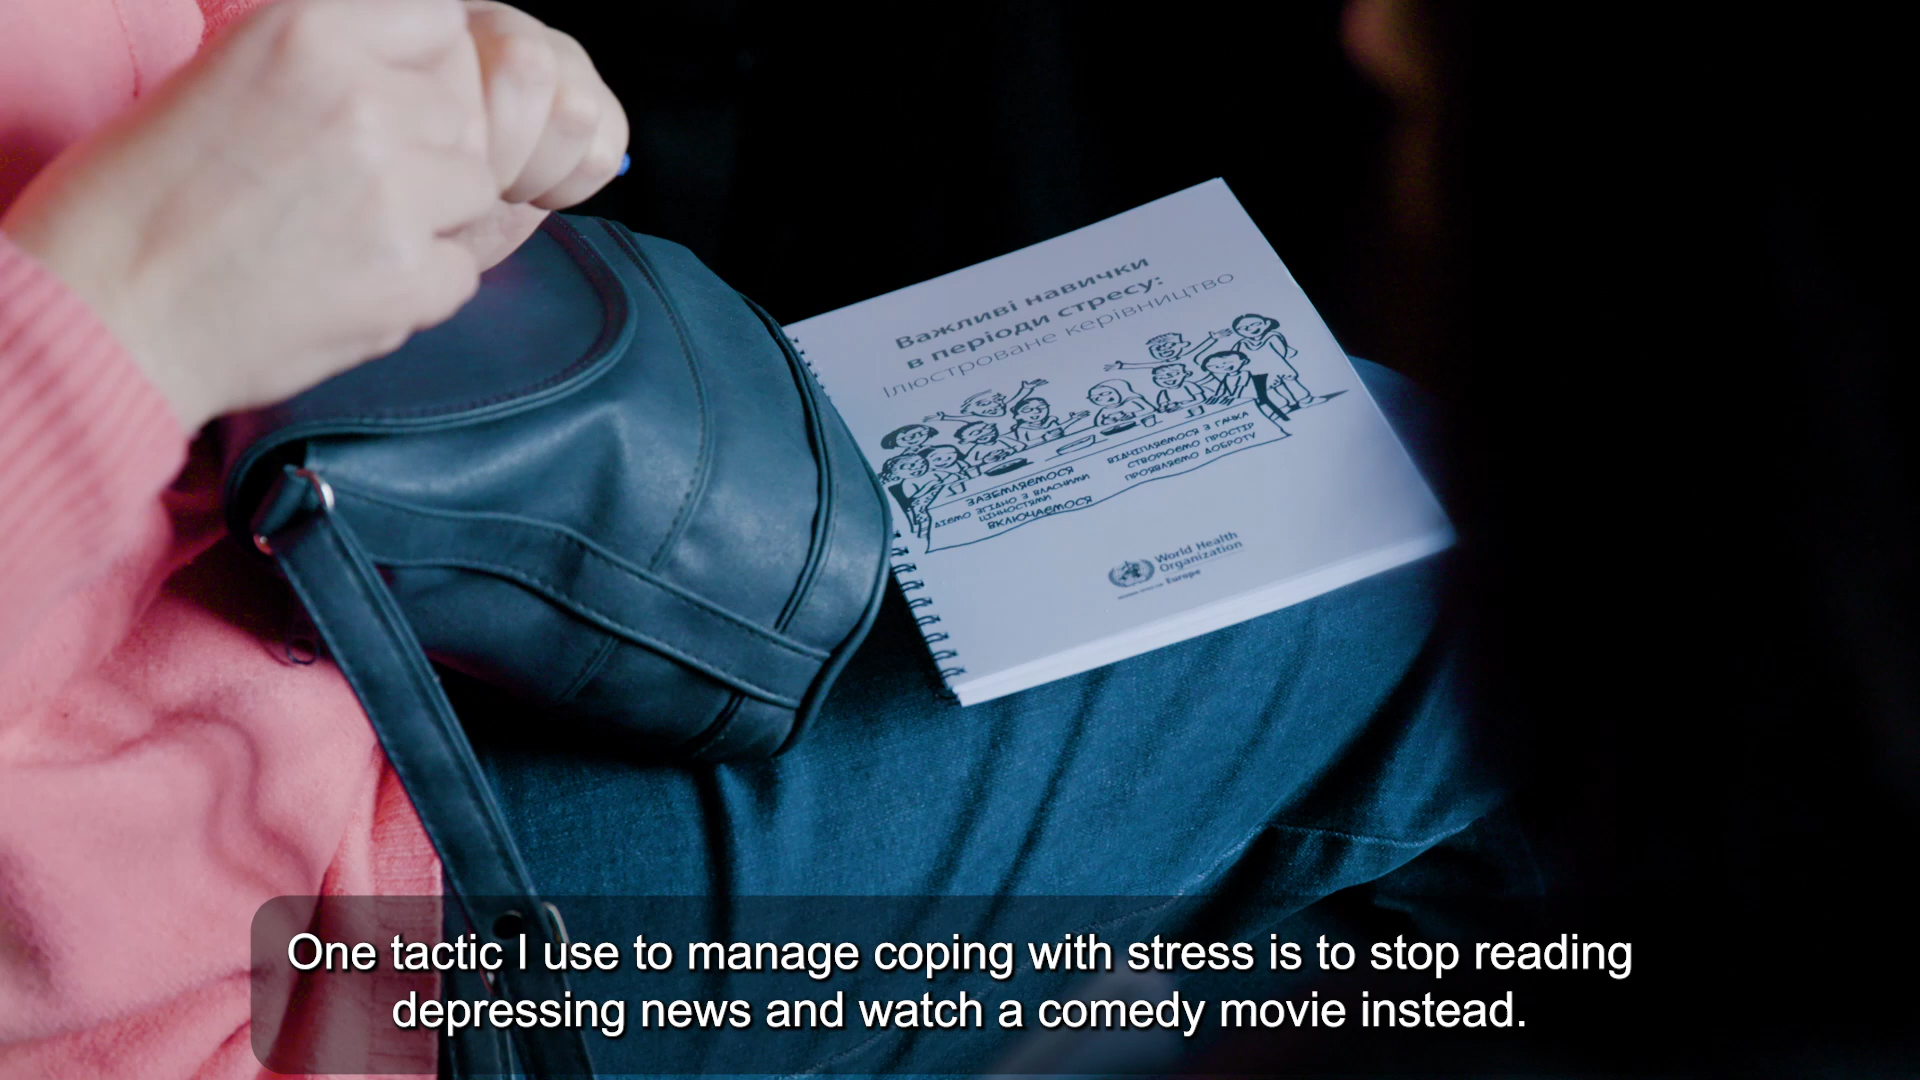 Важливі навички
в періоди стресу:
Ілюстроване керівництво
ЗАЗЕМЛЯЄМОСЯ
ДІЄМО ЗГІДНО З ВЛАСНИМИ
ЦІННОСТЯМИ
ВКЛЮЧАЄМОСЯ
ВІДЧІПЛЯЄМОСЯ З ГАЧКА
СТВОРЮЄМО ПРОСТІР
ПРОЯВЛЯЄМО ДОБРОТУ
World Health
Organization
Europe
One tactic I use to manage coping with stress is to stop reading
depressing news and watch a comedy movie instead.